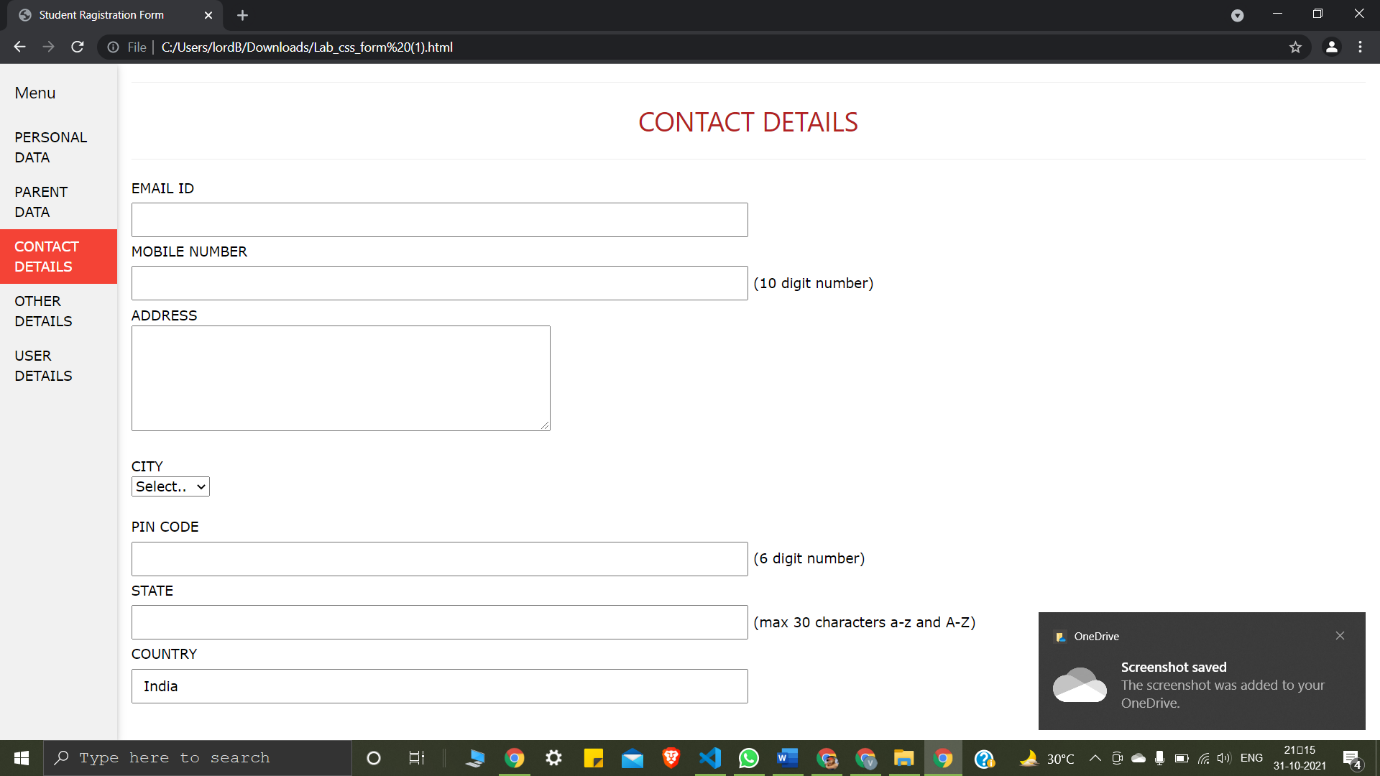 Student Ragistration Form
File | C:/Users/lordB/Downloads/Lab_css_form%20(1).html
Menu
PERSONAL
DATA
PARENT
DATA
CONTACT
DETAILS
OTHER
DETAILS
USER
DETAILS
CONTACT DETAILS
EMAIL ID
MOBILE NUMBER
(10 digit number)
ADDRESS
CITY
Select..
PIN CODE
(6 digit number)
STATE
(max 30 characters a-z and A-Z)
COUNTRY
India
OneDrive
Screenshot saved
The screenshot was added to your
OneDrive.
Type here to search
30°C
ENG
21▯15
31-10-2021
4